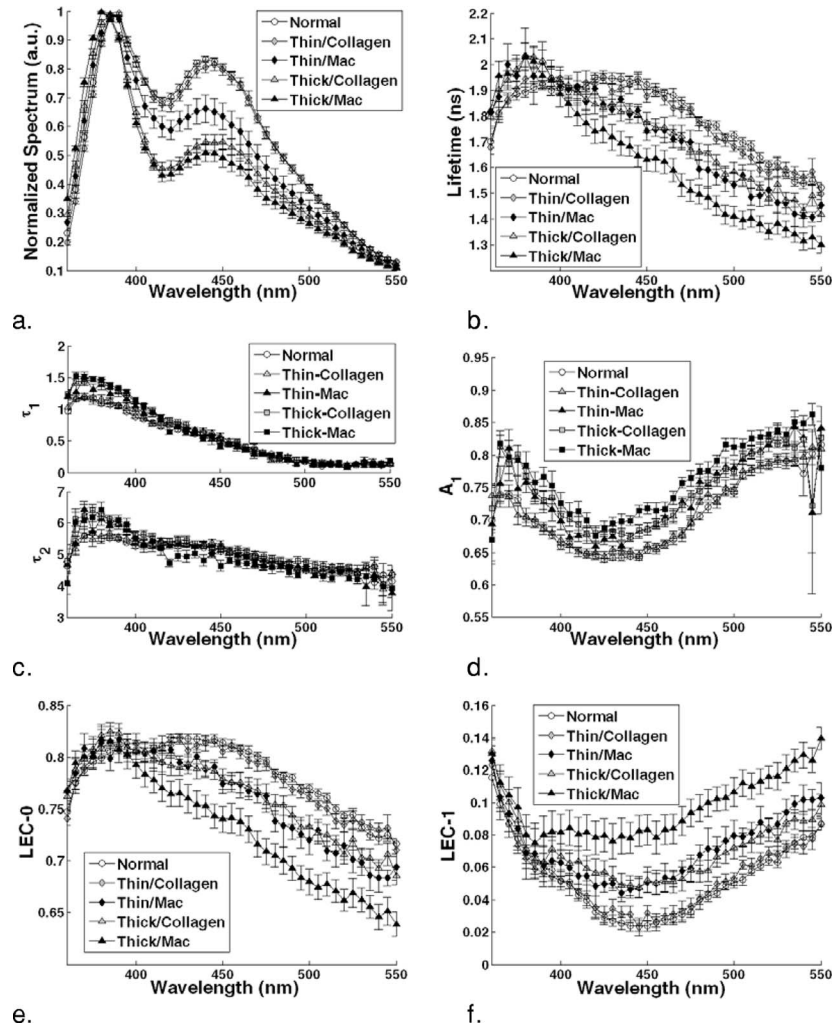 1
0.9
0.8
0.7
0.6
0.5
0.4
0.3
0.2
0.1
Normalized Spectrum (a.u.)
Normal
Thin/Collagen
Thin/Mac
Thick/Collagen
Thick/Mac
400
450
500
550
Wavelength (nm)
a.
2.2
2.1
2
1.9
1.8
1.7
1.6
1.5
1.4
1.3
Lifetime (ns)
Normal
Thin/Collagen
Thin/Mac
Thick/Collagen
Thick/Mac
400
450
500
550
Wavelength (nm)
b.
2
1.5
1
0.5
0
τ1
Normal
Thin-Collagen
Thin-Mac
Thick-Collagen
Thick-Mac
400
450
500
550
7
6
5
4
3
τ2
400
450
500
550
Wavelength (nm)
c.
0.95
0.9
0.85
0.8
0.75
0.7
0.65
0.6
0.55
A1
Normal
Thin-Collagen
Thin-Mac
Thick-Collagen
Thick-Mac
400
450
500
550
Wavelength (nm)
d.
0.85
0.8
0.75
0.7
0.65
LEC-0
Normal
Thin/Collagen
Thin/Mac
Thick/Collagen
Thick/Mac
400
450
500
550
Wavelength (nm)
e.
0.16
0.14
0.12
0.1
0.08
0.06
0.04
0.02
0
LEC-1
Normal
Thin/Collagen
Thin/Mac
Thick/Collagen
Thick/Mac
400
450
500
550
Wavelength (nm)
f.